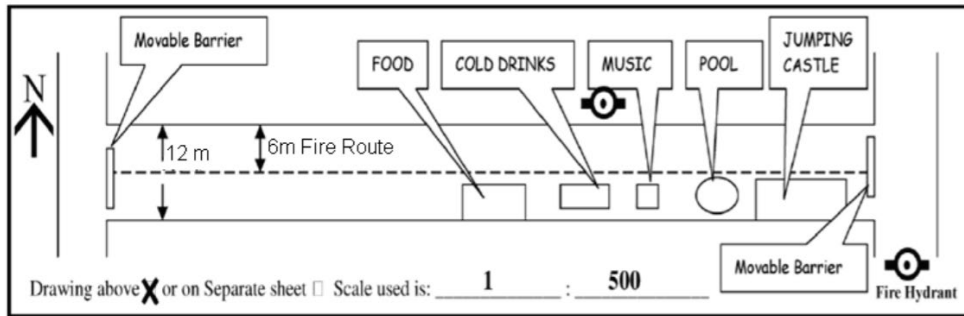 Movable Barrier
FOOD
COLD DRINKS
MUSIC
POOL
JUMPING
CASTLE
N
12 m
6m Fire Route
Movable Barrier
Drawing above X or on Separate sheet □ Scale used is: 1 : 500
Fire Hydrant